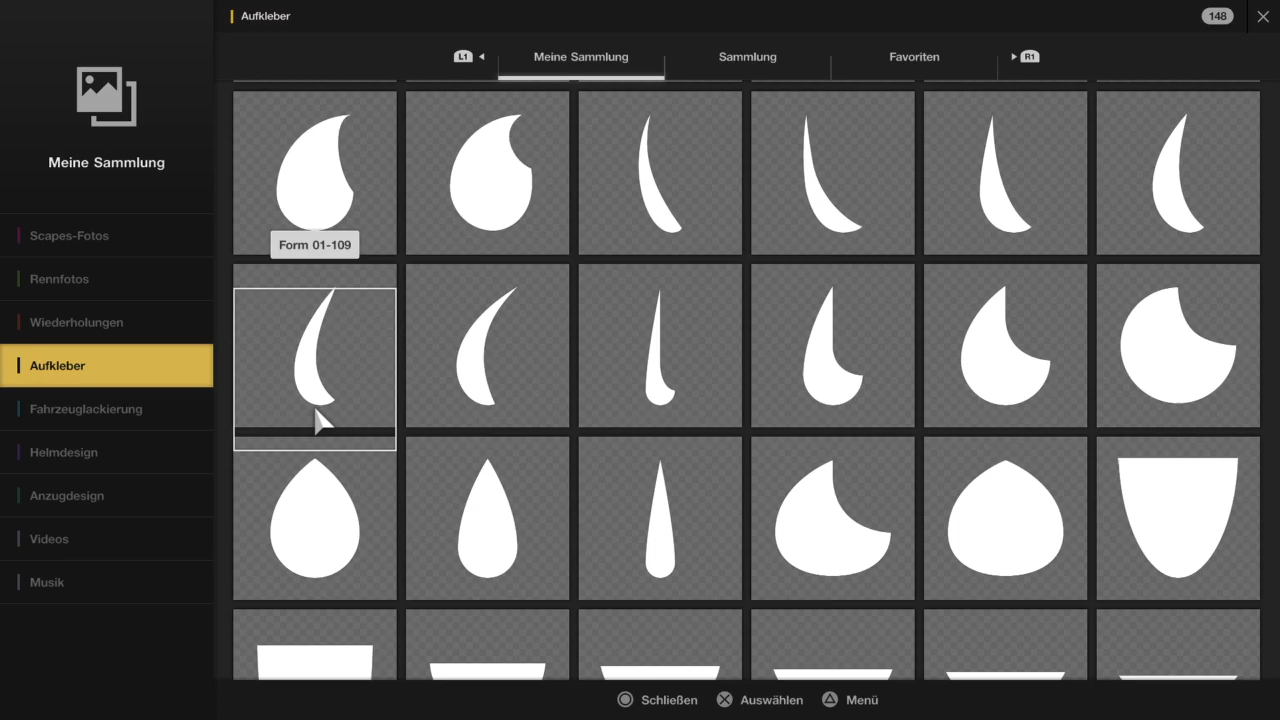 Aufkleber
148
L1
Meine Sammlung
Sammlung
Favoriten
R1
Meine Sammlung
Scapes-Fotos
Rennfotos
Wiederholungen
Aufkleber
Fahrzeuglackierung
Helmdesign
Anzugdesign
Videos
Musik
Form 01-109
Schließen
Auswählen
Menü